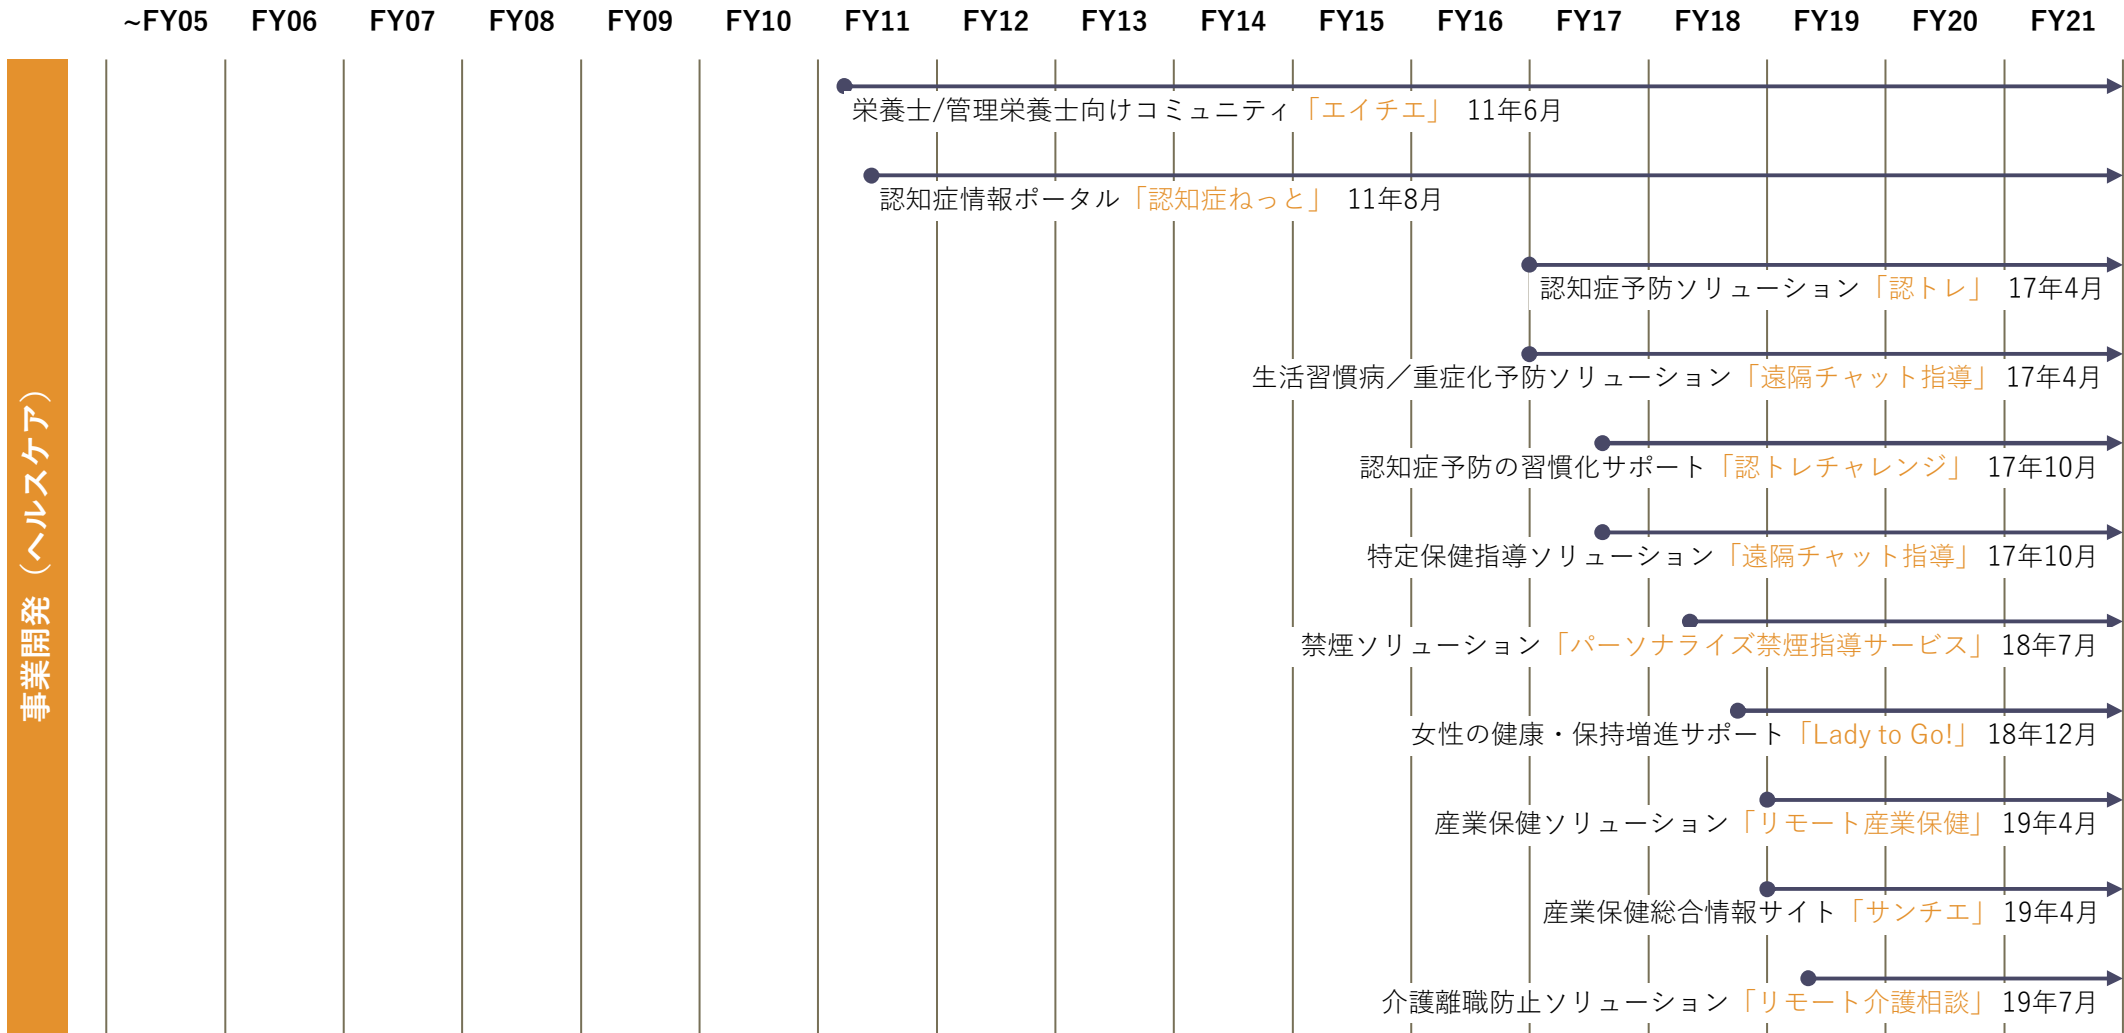 ~FY05 FY06 FY07 FY08 FY09 FY10 FY11 FY12 FY13 FY14 FY15 FY16 FY17 FY18 FY19 FY20 FY21
事業開発（ヘルスケア）
栄養士/管理栄養士向けコミュニティ「エイチエ」 11年6月
認知症情報ポータル「認知症ねっと」 11年8月
認知症予防ソリューション「認トレ」 17年4月
生活習慣病／重症化予防ソリューション「遠隔チャット指導」 17年4月
認知症予防の習慣化サポート「認トレチャレンジ」 17年10月
特定保健指導ソリューション「遠隔チャット指導」 17年10月
禁煙ソリューション「パーソナライズ禁煙指導サービス」 18年7月
女性の健康・保持増進サポート「Lady to Go!」 18年12月
産業保健ソリューション「リモート産業保健」 19年4月
産業保健総合情報サイト「サンチエ」 19年4月
介護離職防止ソリューション「リモート介護相談」 19年7月